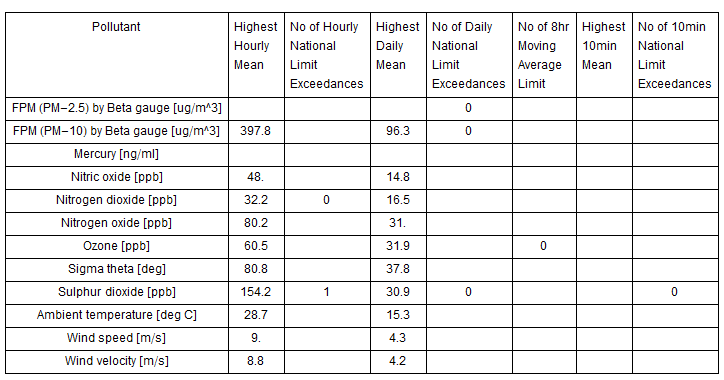 Pollutant Highest Hourly Mean No of Hourly National Limit Exceedances Highest Daily Mean No of Daily National Limit Exceedances No of 8hr Moving Average Limit Highest 10min Mean No of 10min National Limit Exceedances
FPM (PM−2.5) by Beta gauge [ug/m^3] 0
FPM (PM−10) by Beta gauge [ug/m^3] 397.8 96.3 0
Mercury [ng/ml]
Nitric oxide [ppb] 48. 14.8
Nitrogen dioxide [ppb] 32.2 0 16.5
Nitrogen oxide [ppb] 80.2 31.
Ozone [ppb] 60.5 31.9 0
Sigma theta [deg] 80.8 37.8
Sulphur dioxide [ppb] 154.2 1 30.9 0 0
Ambient temperature [deg C] 28.7 15.3
Wind speed [m/s] 9. 4.3
Wind velocity [m/s] 8.8 4.2